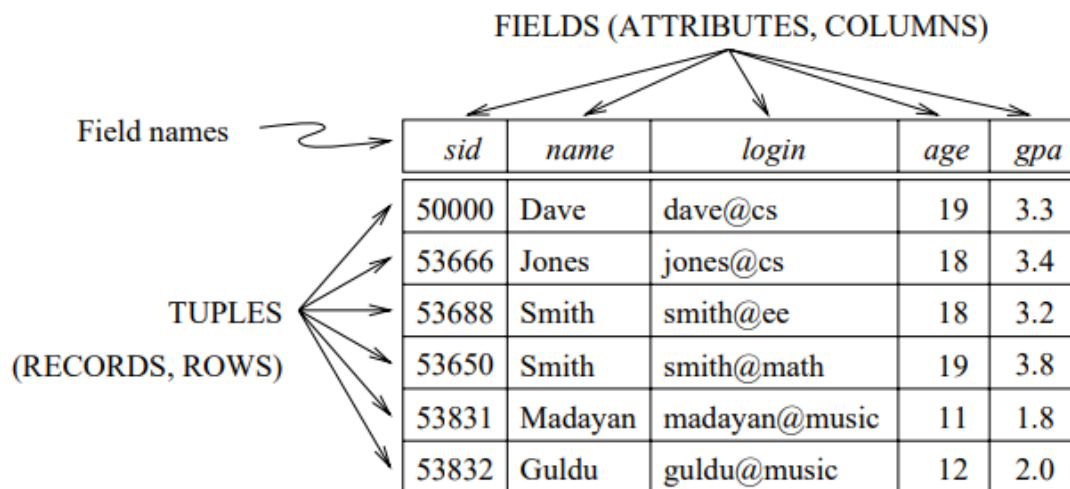 FIELDS (ATTRIBUTES, COLUMNS)
Field names
sid name login age gpa
50000 Dave dave@cs 19 3.3
53666 Jones jones@cs 18 3.4
TUPLES
53688 Smith smith@ee 18 3.2
(RECORDS, ROWS)
53650 Smith smith@math 19 3.8
53831 Madayan madayan@music 11 1.8
53832 Guldu guldu@music 12 2.0